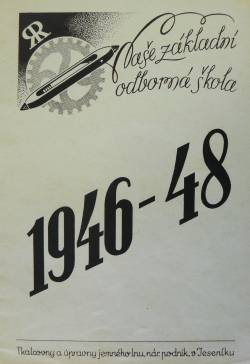 Naše základní
odborná škola
1946-48
Tkalcovny a úpravny jemného lnu, nár. podnik, v Jeseníku